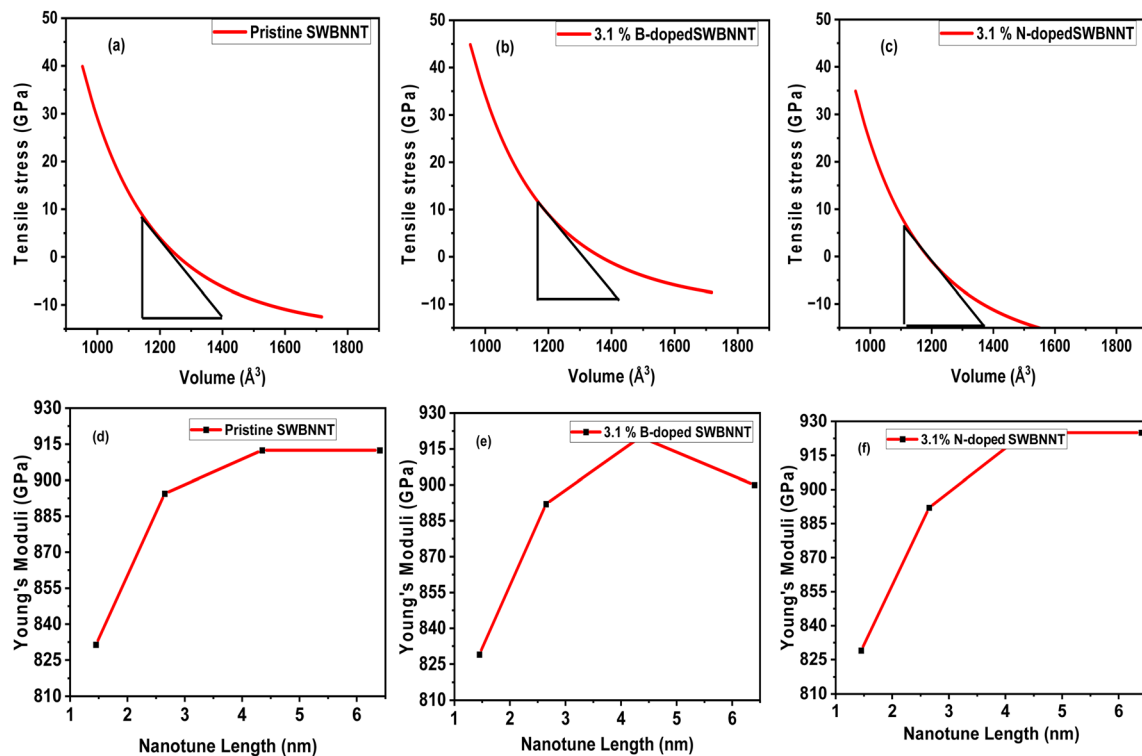 (a)
Pristine SWBNNT
50
40
30
20
10
0
−10
1000 1200 1400 1600 1800
Tensile stress (GPa)
Volume (Å³)
(b)
3.1 % B-dopedSWBNNT
50
40
30
20
10
0
−10
1000 1200 1400 1600 1800
Tensile stress (GPa)
Volume (Å³)
(c)
3.1 % N-dopedSWBNNT
50
40
30
20
10
0
−10
1000 1200 1400 1600 1800
Tensile stress (GPa)
Volume (Å³)
(d)
Pristine SWBNNT
930
915
900
885
870
855
840
825
810
1 2 3 4 5 6
Young's Moduli (GPa)
Nanotune Length (nm)
(e)
3.1 % B-doped SWBNNT
930
915
900
885
870
855
840
825
810
1 2 3 4 5 6
Young's Moduli (GPa)
Nanotune Length (nm)
(f)
3.1% N-doped SWBNNT
930
915
900
885
870
855
840
825
810
1 2 3 4 5 6
Young's Moduli (GPa)
Nanotune Length (nm)